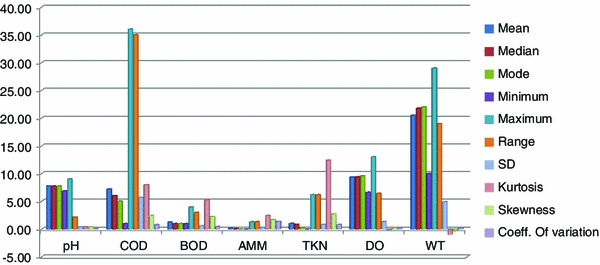 40.00
35.00
30.00
25.00
20.00
15.00
10.00
5.00
0.00
-5.00
pH COD BOD AMM TKN DO WT
Mean
Median
Mode
Minimum
Maximum
Range
SD
Kurtosis
Skewness
Coeff. Of variation